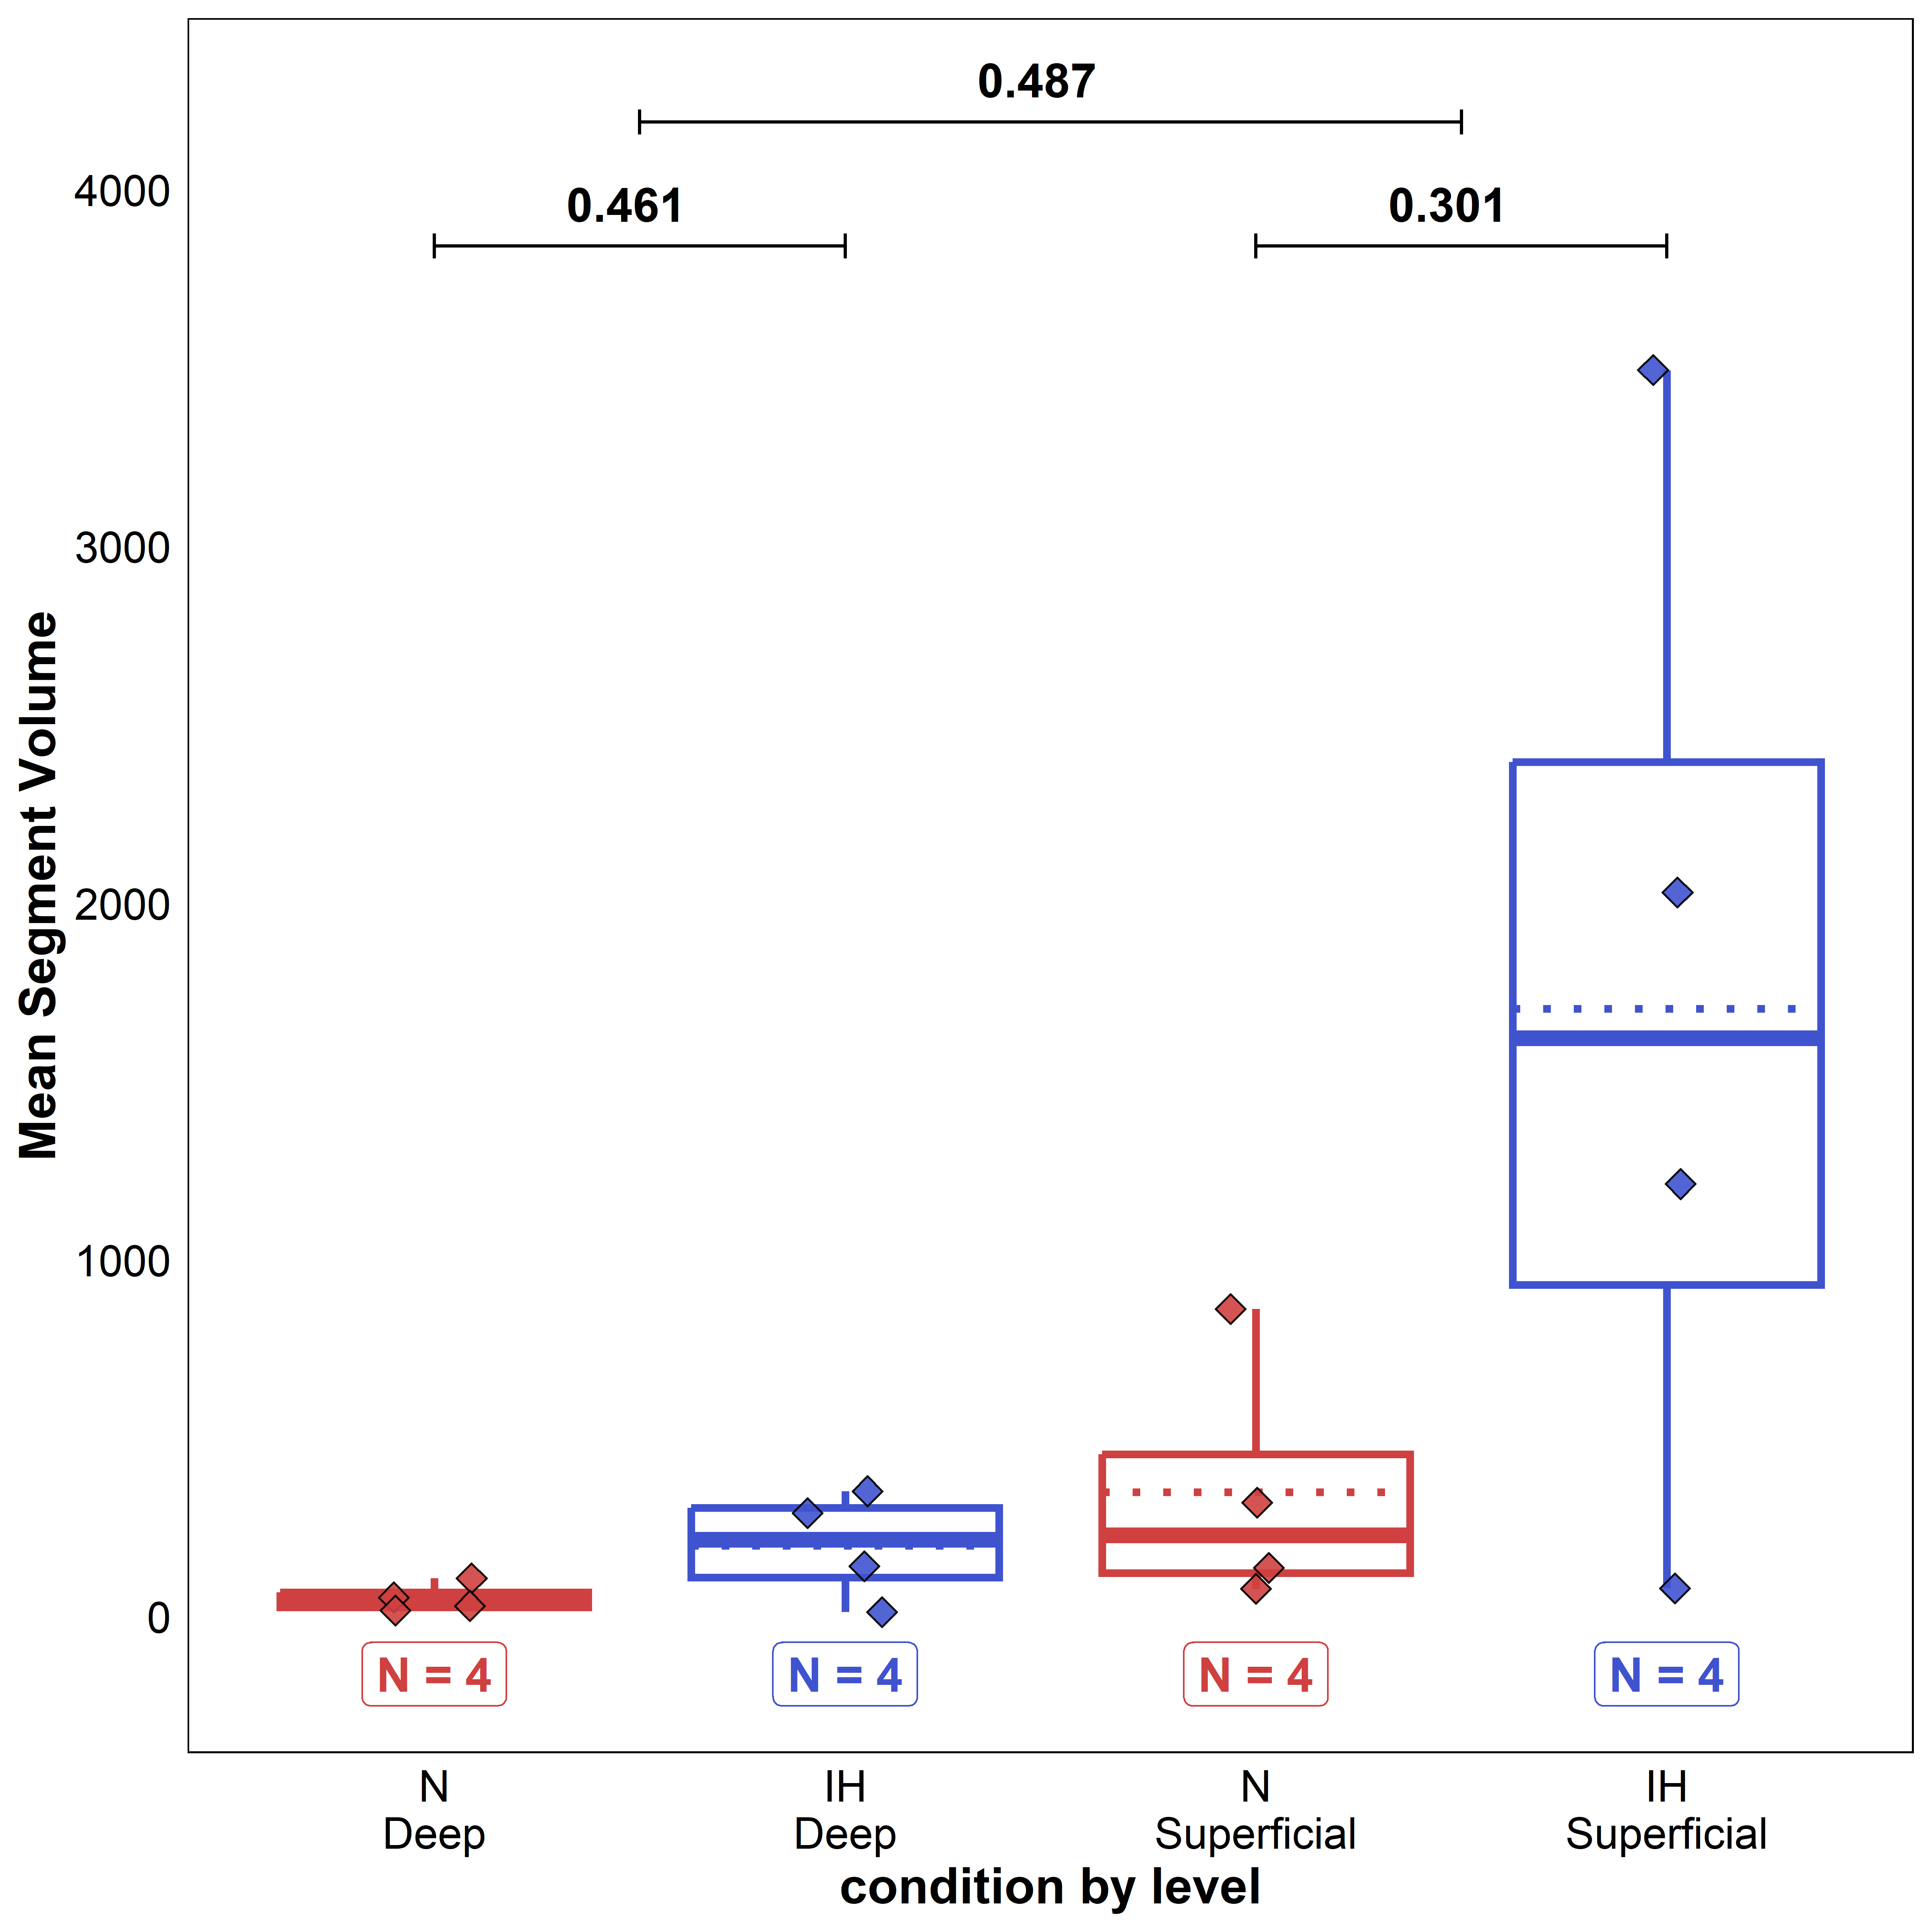 0.487
0.461
0.301
4000
3000
2000
1000
0
Mean Segment Volume
N = 4
N = 4
N = 4
N = 4
N
Deep
IH
Deep
N
Superficial
IH
Superficial
condition by level